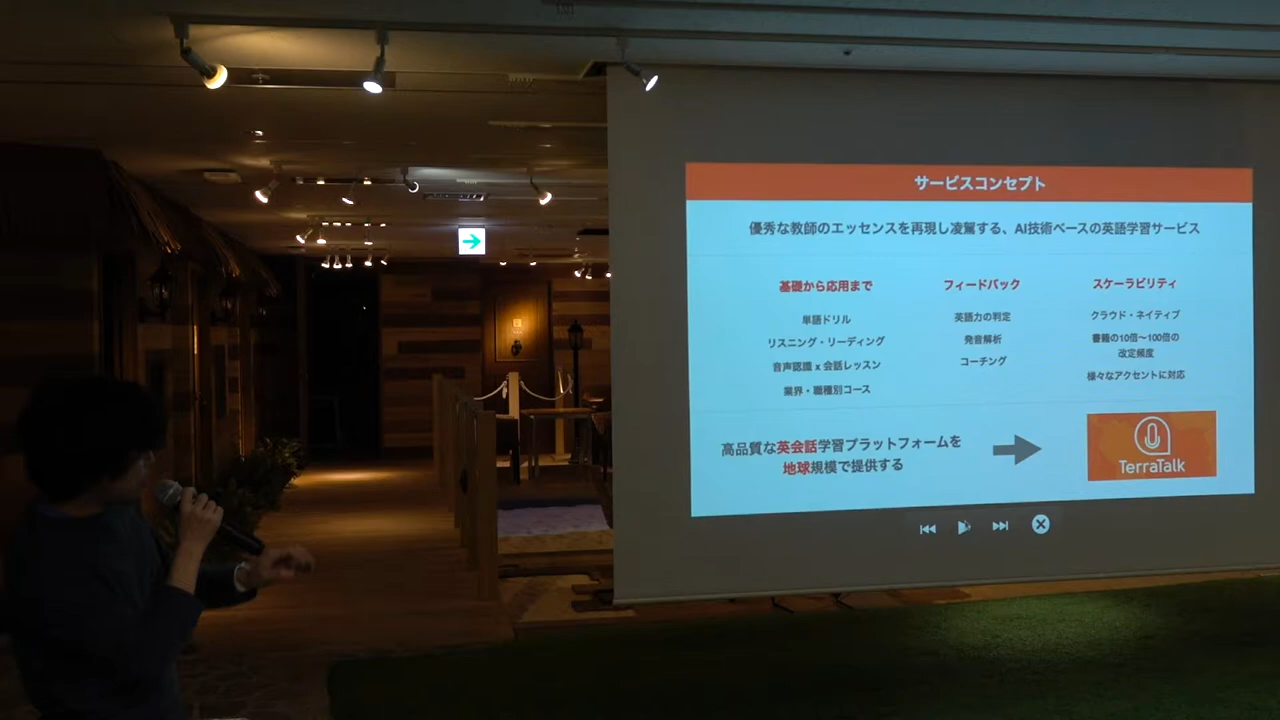 サービスコンセプト
優秀な教師のエッセンスを再現し凌駕する、AI技術ベースの英語学習サービス
基礎から応用まで
単語ドリル
リスニング・リーディング
音声認識 x 会話レッスン
業界・職種別コース
フィードバック
英語力の判定
発音解析
コーチング
スケーラビリティ
クラウド・ネイティブ
書籍の10倍〜100倍の
改定頻度
様々なアクセントに対応
高品質な英会話学習プラットフォームを
地球規模で提供する
TerraTalk